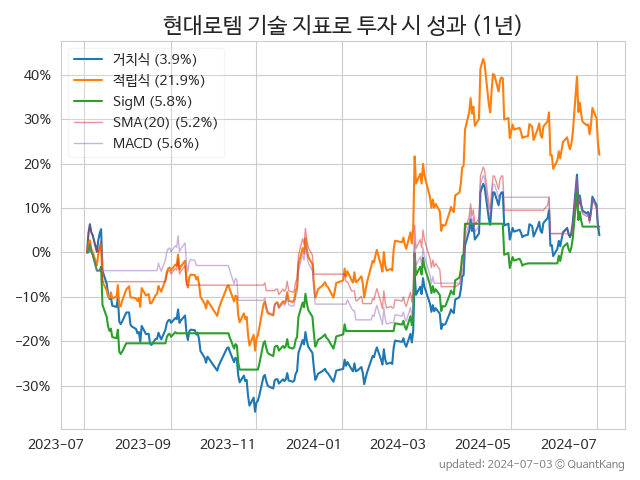 현대로템 기술 지표로 투자 시 성과 (1년)
거치식 (3.9%)
적립식 (21.9%)
SigM (5.8%)
SMA(20) (5.2%)
MACD (5.6%)
40%
30%
20%
10%
0%
−10%
−20%
−30%
2023-07 2023-09 2023-11 2024-01 2024-03 2024-05 2024-07
updated: 2024-07-03 © QuantKang